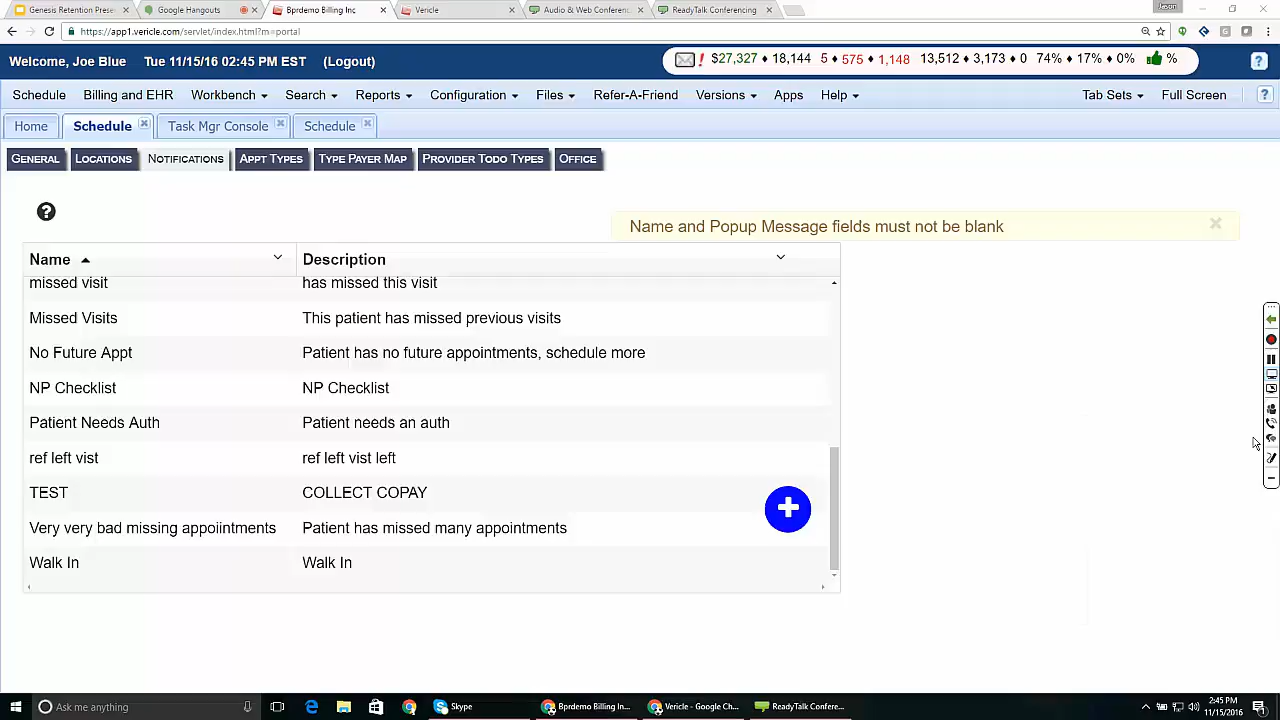 Genesis Retention Prese
Google Hangouts
Bprdemo Billing Inc
Vericle
Audio & Web Conferenc
ReadyTalk Conferencing
https://app1.vericle.com/servlet/index.html?m=portal
Welcome, Joe Blue Tue 11/15/16 02:45 PM EST (Logout)
! $27,327 ♦ 18,144 5 ♦ 575 ♦ 1,148 13,512 ♦ 3,173 ♦ 0 74% ♦ 17% ♦ 0% %
?
Schedule Billing and EHR Workbench Search Reports Configuration Files Refer-A-Friend Versions Apps Help Tab Sets Full Screen ?
Home Schedule Task Mgr Console Schedule
GENERAL LOCATIONS NOTIFICATIONS APPT TYPES TYPE PAYER MAP PROVIDER TODO TYPES OFFICE
?
Name and Popup Message fields must not be blank
Name Description
missed visit has missed this visit
Missed Visits This patient has missed previous visits
No Future Appt Patient has no future appointments, schedule more
NP Checklist NP Checklist
Patient Needs Auth Patient needs an auth
ref left vist ref left vist left
TEST COLLECT COPAY
Very very bad missing appoiintments Patient has missed many appointments
Walk In Walk In
Ask me anything
Skype
Bprdemo Billing In...
Vericle - Google Ch...
ReadyTalk Confere...
2:45 PM
11/15/2016